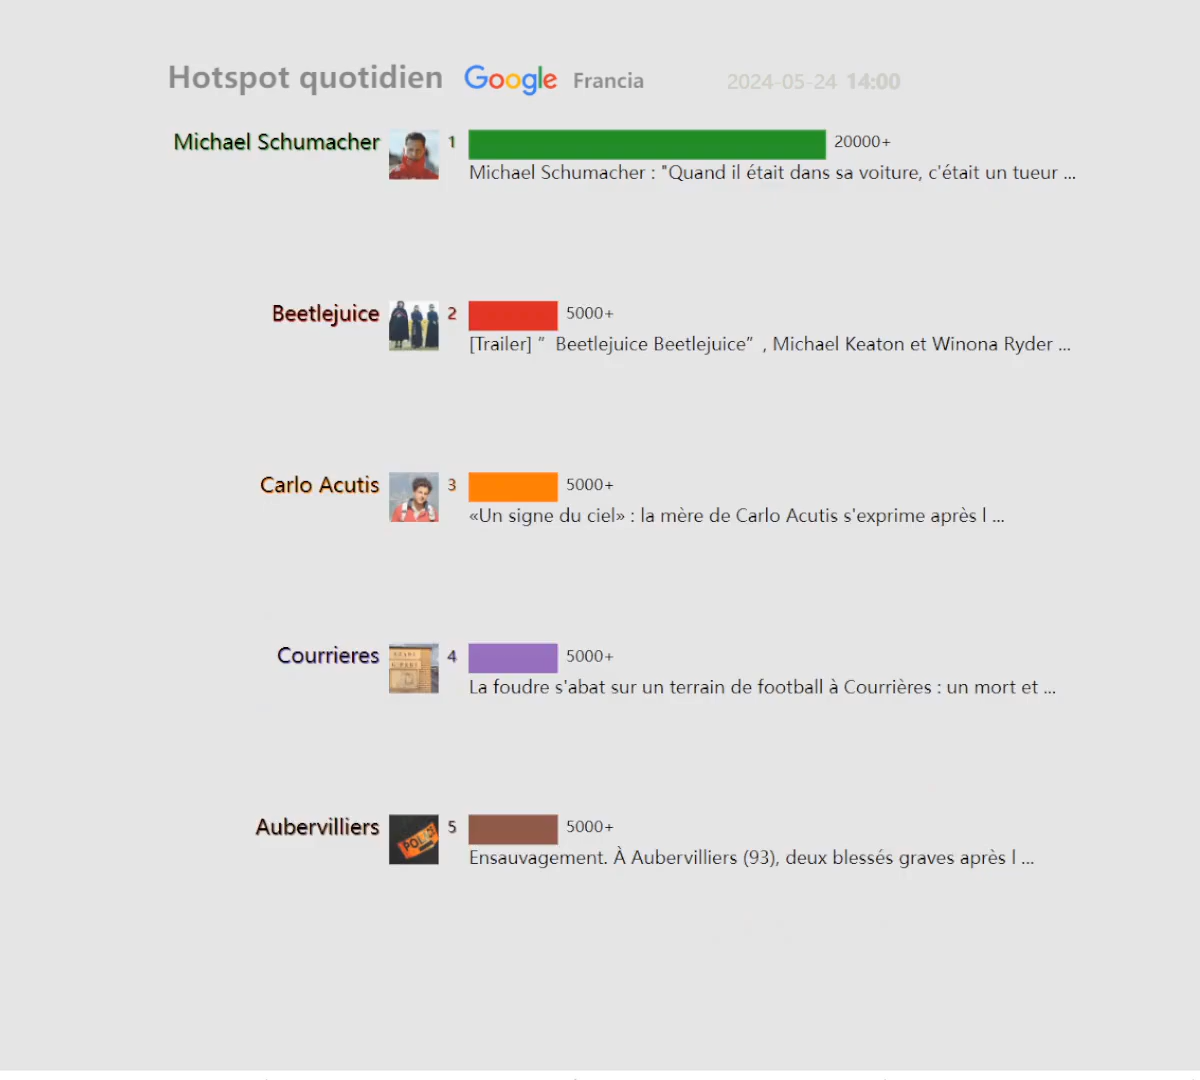 Hotspot quotidien Google Francia 2024-05-24 14:00
Michael Schumacher 1 20000+
Michael Schumacher : "Quand il était dans sa voiture, c'était un tueur ...
Beetlejuice 2 5000+
[Trailer] “ Beetlejuice Beetlejuice” , Michael Keaton et Winona Ryder ...
Carlo Acutis 3 5000+
«Un signe du ciel» : la mère de Carlo Acutis s'exprime après l ...
Courrieres 4 5000+
La foudre s'abat sur un terrain de football à Courrières : un mort et ...
Aubervilliers 5 5000+
POLICE
Ensauvagement. À Aubervilliers (93), deux blessés graves après l ...